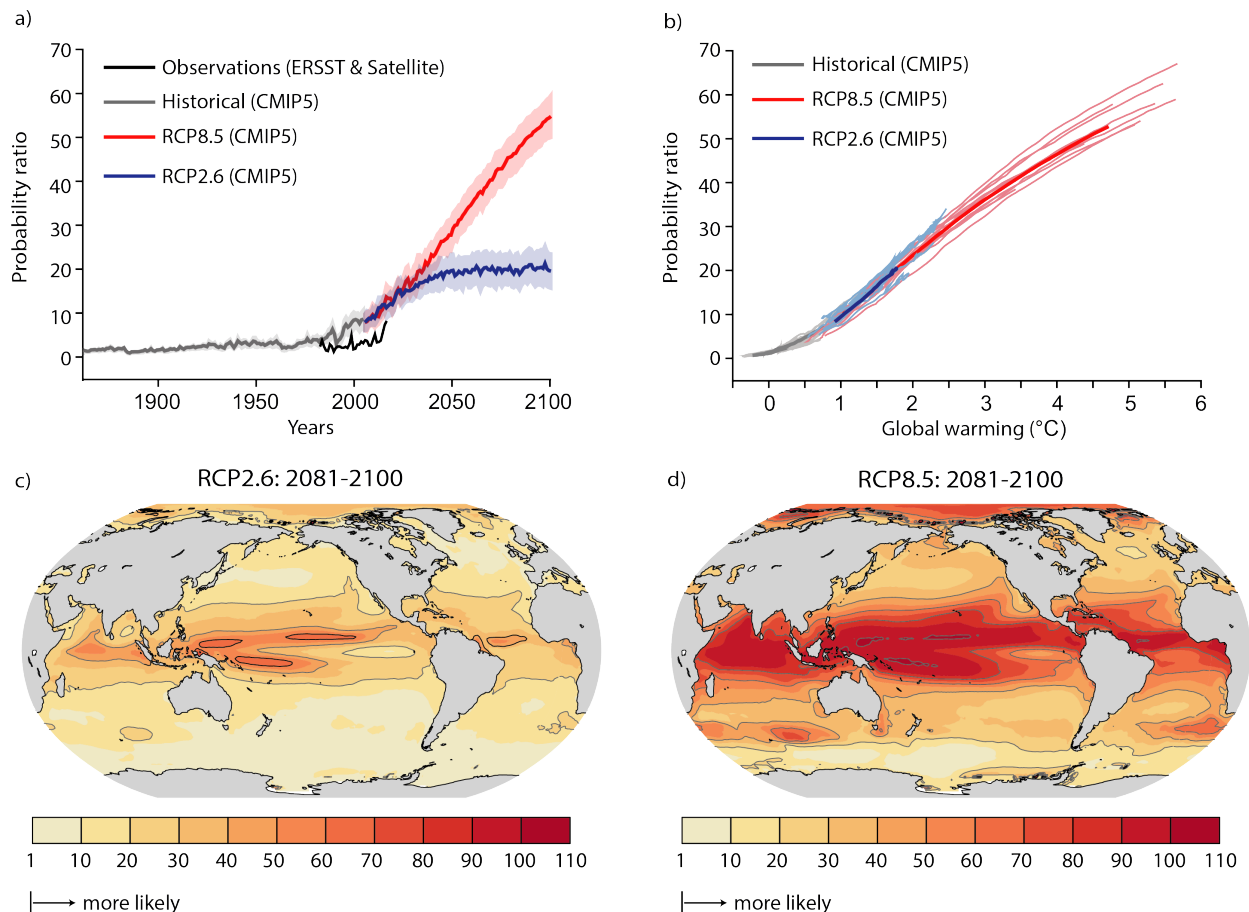 a)
Probability ratio
70
60
50
40
30
20
10
0
Observations (ERSST & Satellite)
Historical (CMIP5)
RCP8.5 (CMIP5)
RCP2.6 (CMIP5)
1900 1950 2000 2050 2100
Years
b)
Probability ratio
70
60
50
40
30
20
10
0
Historical (CMIP5)
RCP8.5 (CMIP5)
RCP2.6 (CMIP5)
0 1 2 3 4 5 6
Global warming (°C)
c)
RCP2.6: 2081-2100
1 10 20 30 40 50 60 70 80 90 100 110
more likely
d)
RCP8.5: 2081-2100
1 10 20 30 40 50 60 70 80 90 100 110
more likely